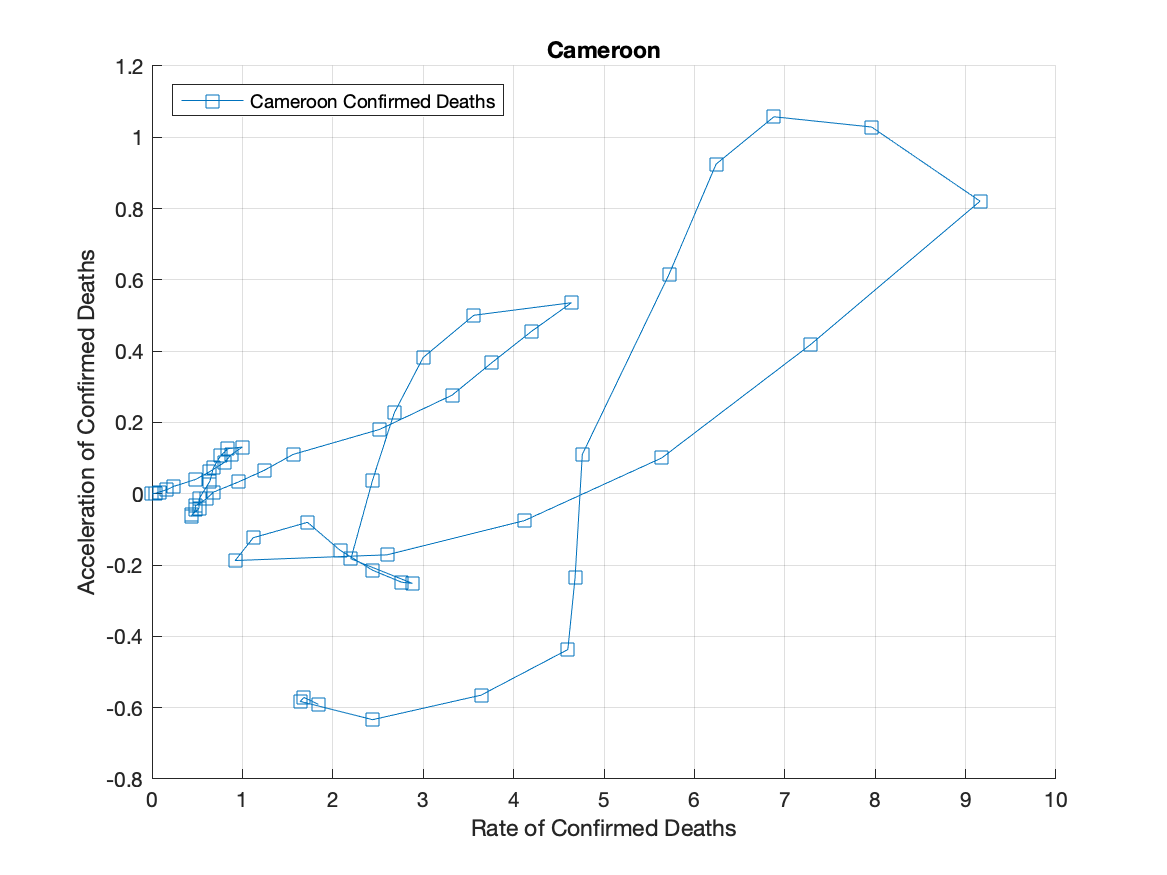 Cameroon
Cameroon Confirmed Deaths
Acceleration of Confirmed Deaths
1.2
1
0.8
0.6
0.4
0.2
0
-0.2
-0.4
-0.6
-0.8
0 1 2 3 4 5 6 7 8 9 10
Rate of Confirmed Deaths